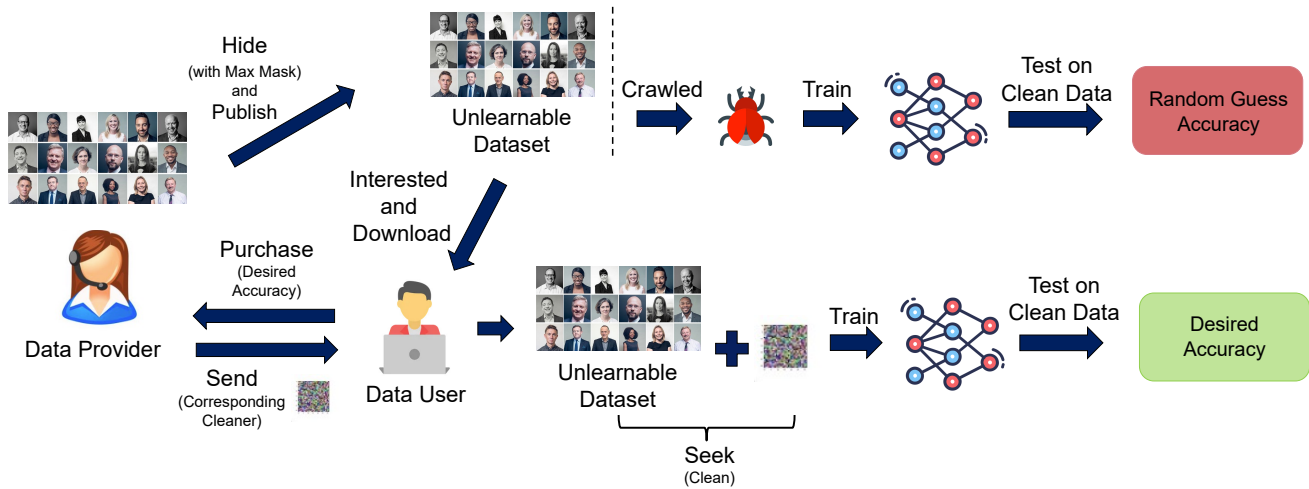 Hide
(with Max Mask)
and
Publish
Unlearnable
Dataset
Crawled
Train
Test on
Clean Data
Random Guess
Accuracy
Interested
and
Download
Data Provider
Purchase
(Desired
Accuracy)
Send
(Corresponding
Cleaner)
Data User
Unlearnable
Dataset
Seek
(Clean)
Train
Test on
Clean Data
Desired
Accuracy